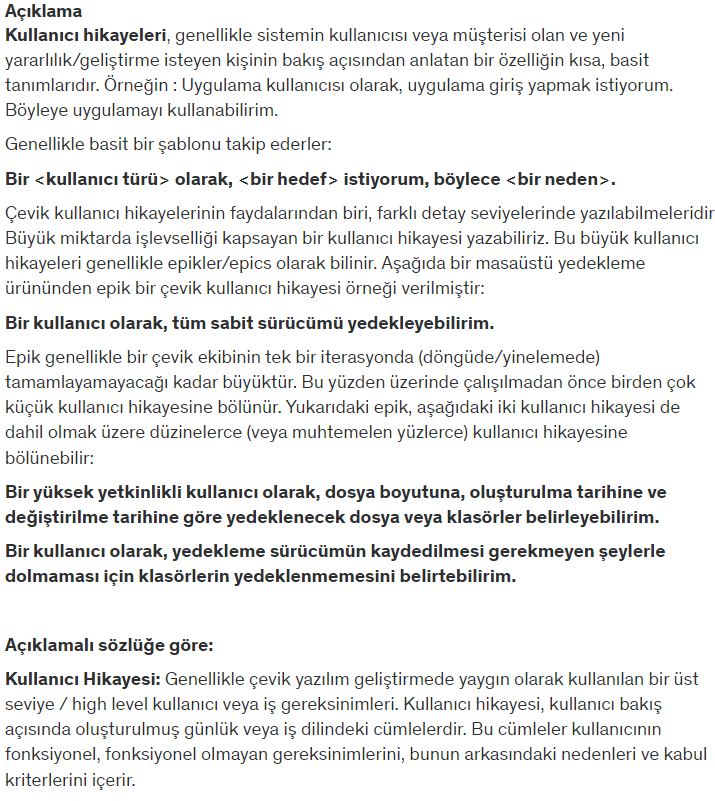 Açıklama
Kullanıcı hikayeleri, genellikle sistemin kullanıcısı veya müşterisi olan ve yeni
yararlılık/geliştirme isteyen kişinin bakış açısından anlatan bir özelliğin kısa, basit
tanımlarıdır. Örneğin : Uygulama kullanıcısı olarak, uygulama giriş yapmak istiyorum.
Böyleye uygulamayı kullanabilirim.
Genellikle basit bir şablonu takip ederler:
Bir <kullanıcı türü> olarak, <bir hedef> istiyorum, böylece <bir neden>.
Çevik kullanıcı hikayelerinin faydalarından biri, farklı detay seviyelerinde yazılabilmeleridir
Büyük miktarda işlevselliği kapsayan bir kullanıcı hikayesi yazabiliriz. Bu büyük kullanıcı
hikayeleri genellikle epikler/epics olarak bilinir. Aşağıda bir masaüstü yedekleme
ürününden epik bir çevik kullanıcı hikayesi örneği verilmiştir:
Bir kullanıcı olarak, tüm sabit sürücümü yedekleyebilirim.
Epik genellikle bir çevik ekibinin tek bir iterasyonda (döngüde/yinelemede)
tamamlayamayacağı kadar büyüktür. Bu yüzden üzerinde çalışılmadan önce birden çok
küçük kullanıcı hikayesine bölünür. Yukarıdaki epik, aşağıdaki iki kullanıcı hikayesi de
dahil olmak üzere düzinelerce (veya muhtemelen yüzlerce) kullanıcı hikayesine
bölünebilir:
Bir yüksek yetkinlikli kullanıcı olarak, dosya boyutuna, oluşturulma tarihine ve
değiştirilme tarihine göre yedeklenecek dosya veya klasörler belirleyebilirim.
Bir kullanıcı olarak, yedekleme sürücümün kaydedilmesi gerekmeyen şeylerle
dolmaması için klasörlerin yedeklenmemesini belirtebilirim.
Açıklamalı sözlüğe göre:
Kullanıcı Hikayesi: Genellikle çevik yazılım geliştirmede yaygın olarak kullanılan bir üst
seviye / high level kullanıcı veya iş gereksinimleri. Kullanıcı hikayesi, kullanıcı bakış
açısında oluşturulmuş günlük veya iş dilindeki cümlelerdir. Bu cümleler kullanıcının
fonksiyonel, fonksiyonel olmayan gereksinimlerini, bunun arkasındaki nedenleri ve kabul
kriterlerini içerir.